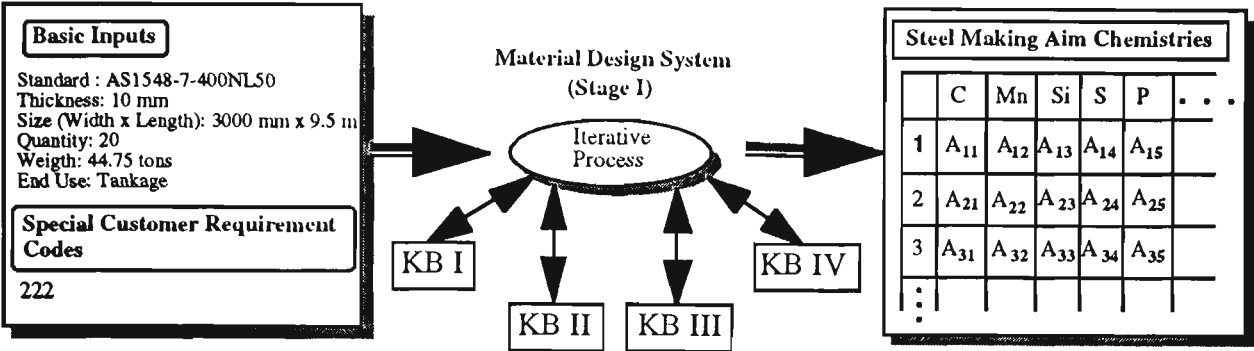 Basic Inputs
Standard : AS1548-7-400NL50
Thickness: 10 mm
Size (Width x Length): 3000 mm x 9.5 m
Quantity: 20
Weigth: 44.75 tons
End Use: Tankage
Special Customer Requirement
Codes
222
Material Design System
(Stage I)
Iterative
Process
KB I
KB II
KB III
KB IV
Steel Making Aim Chemistries
C Mn Si S P . . .
1 A11 A12 A13 A14 A15
2 A21 A22 A23 A24 A25
3 A31 A32 A33 A34 A35